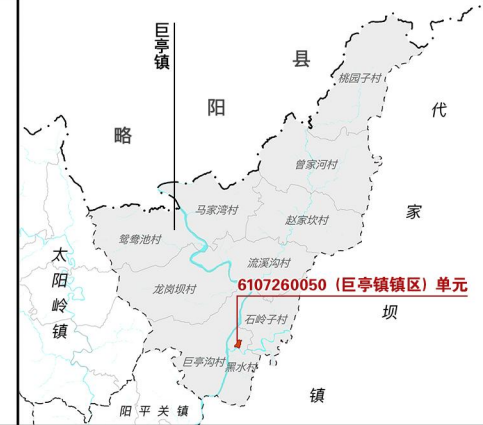 巨亭镇
略
阳
县
桃园子村
代
曾家河村
马家湾村
赵家坎村
家
鸳鸯池村
流溪沟村
太阳岭镇
龙岗坝村
6107260050（巨亭镇镇区）单元
石岭子村
坝
巨亭沟村
黑水村
镇
阳平关镇